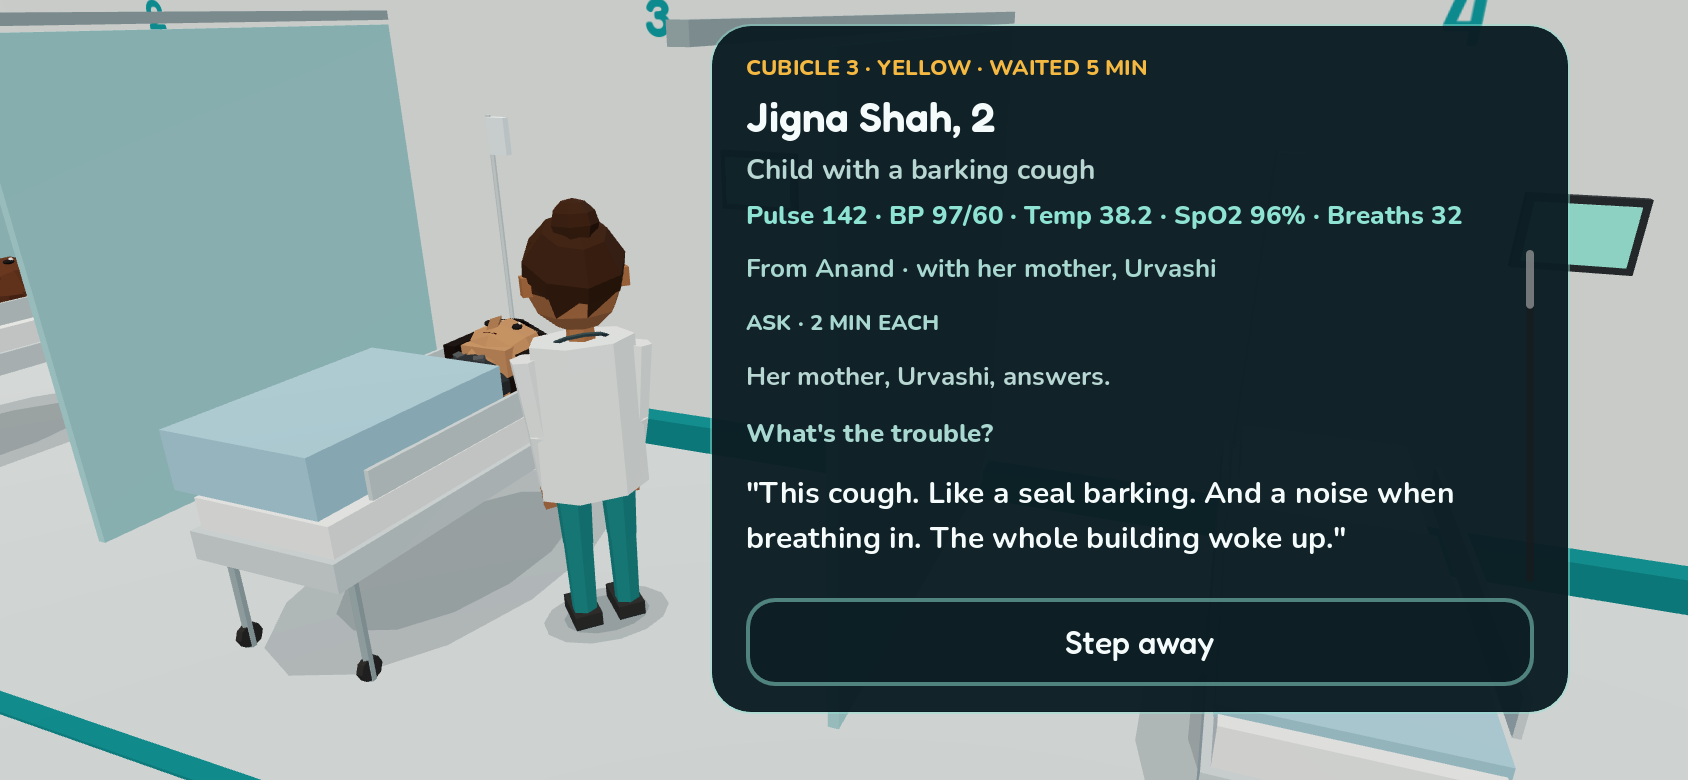 2
3
4
CUBICLE 3 · YELLOW · WAITED 5 MIN
Jigna Shah, 2
Child with a barking cough
Pulse 142 · BP 97/60 · Temp 38.2 · SpO2 96% · Breaths 32
From Anand · with her mother, Urvashi
ASK · 2 MIN EACH
Her mother, Urvashi, answers.
What's the trouble?
"This cough. Like a seal barking. And a noise when
breathing in. The whole building woke up."
Step away